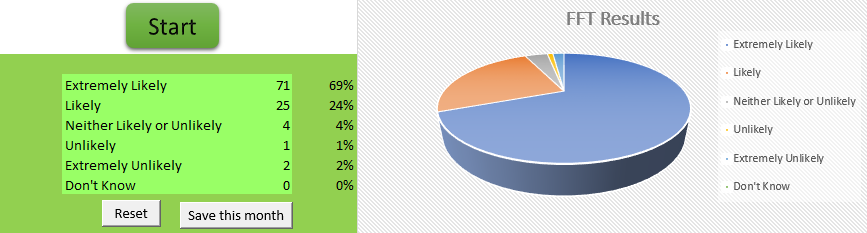 Start
Extremely Likely 71 69%
Likely 25 24%
Neither Likely or Unlikely 4 4%
Unlikely 1 1%
Extremely Unlikely 2 2%
Don't Know 0 0%
Reset
Save this month
FFT Results
Extremely Likely
Likely
Neither Likely or Unlikely
Unlikely
Extremely Unlikely
Don't Know